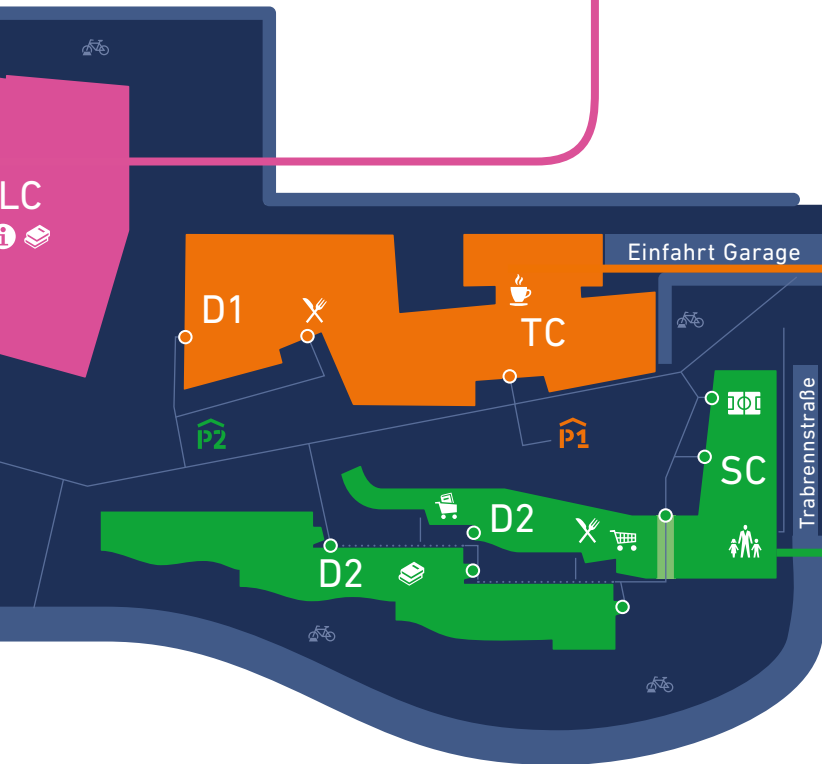 LC
i
Einfahrt Garage
D1
TC
P2
P1
Trabrennstraße
SC
D2
D2